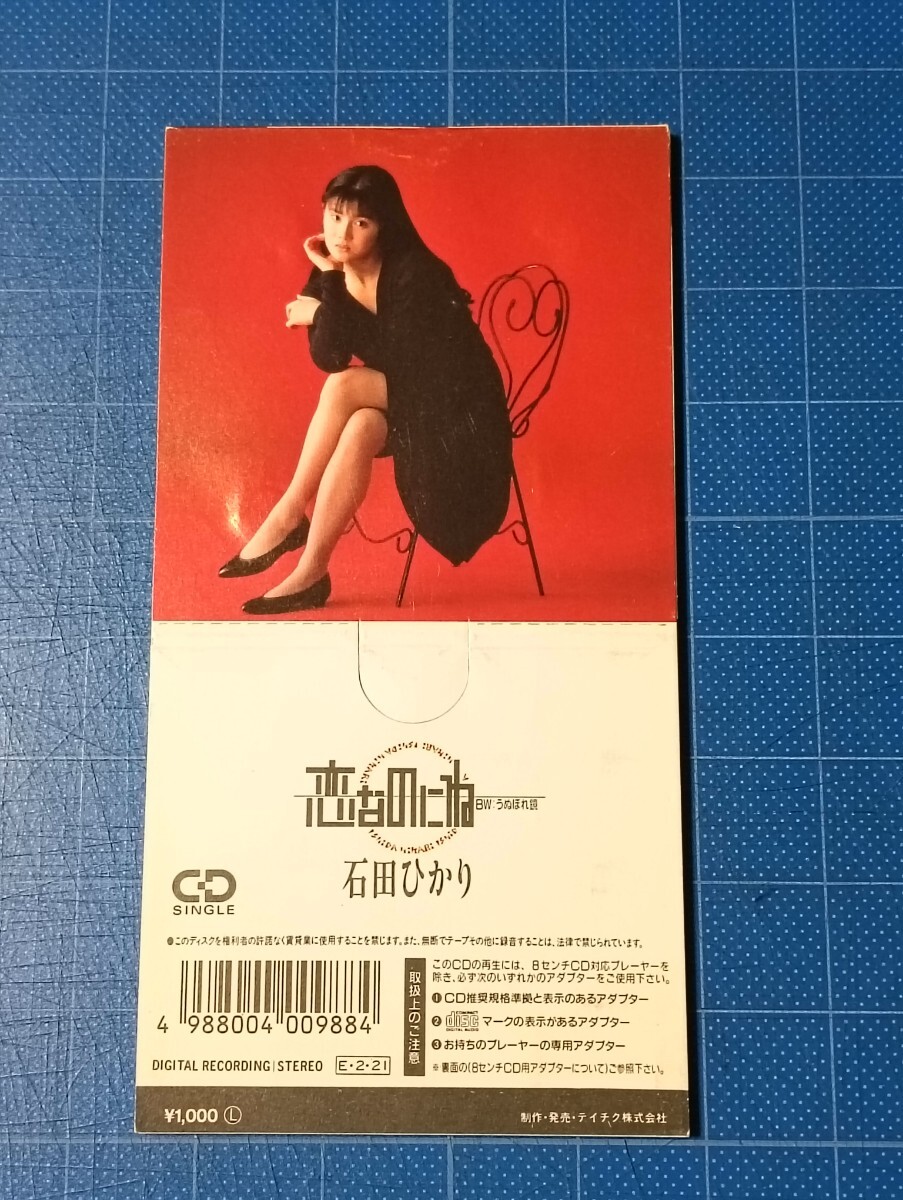 恋なのにね
BW:うぬぼれ鏡
石田ひかり
CD
SINGLE
●このディスクを権利者の許諾なく賃貸業に使用することを禁じます。また、無断でテープその他に録音することは、法律で禁じられています。
4 988004 009884
DIGITAL RECORDING|STEREO E・2・21
取扱上のご注意
このCDの再生には、8センチCD対応プレーヤーを
除き、必ず次のいずれかのアダプターをご使用下さい。
❶CD推奨規格準拠と表示のあるアダプター
❷COMPACT disc DIGITAL AUDIO マークの表示があるアダプター
❸お持ちのプレーヤーの専用アダプター
※裏面の(8センチCD用アダプターについて)ご参照下さい。
¥1,000 Ⓛ
制作・発売・テイチク株式会社